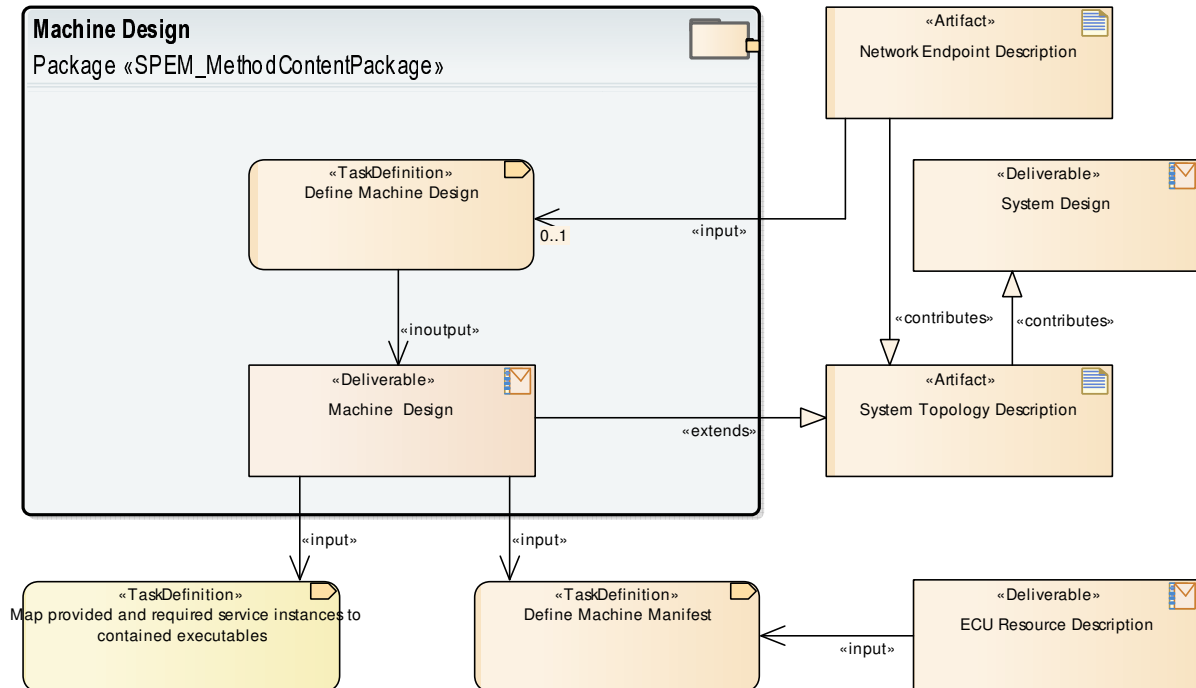 Machine Design
Package «SPEM_MethodContentPackage»
«Artifact»
Network Endpoint Description
«TaskDefinition»
Define Machine Design
«Deliverable»
System Design
0..1
«input»
«contributes»
«contributes»
«inoutput»
«Deliverable»
Machine Design
«Artifact»
System Topology Description
«extends»
«input»
«input»
«TaskDefinition»
Map provided and required service instances to
contained executables
«TaskDefinition»
Define Machine Manifest
«Deliverable»
ECU Resource Description
«input»